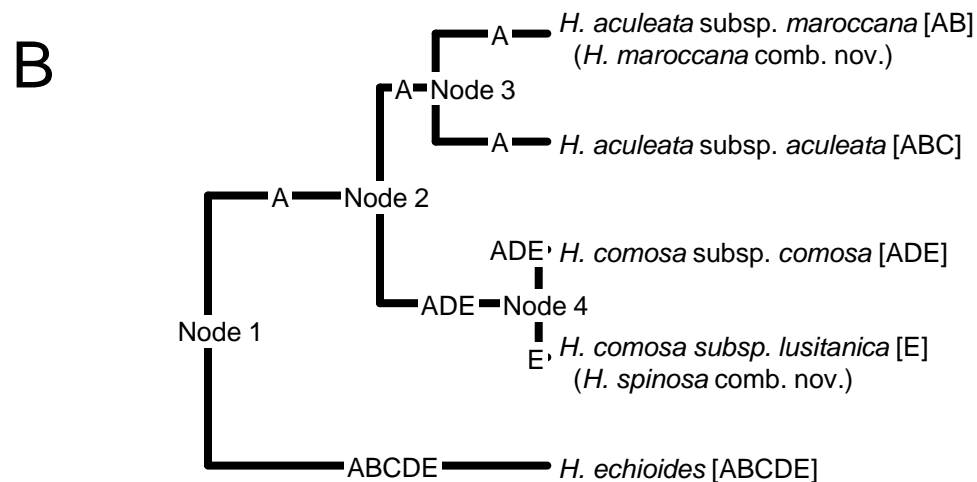 B
A
H. aculeata subsp. maroccana [AB]
(H. maroccana comb. nov.)
A
Node 3
A
H. aculeata subsp. aculeata [ABC]
A
Node 2
ADE
H. comosa subsp. comosa [ADE]
ADE
Node 4
Node 1
E
H. comosa subsp. lusitanica [E]
(H. spinosa comb. nov.)
ABCDE
H. echioides [ABCDE]